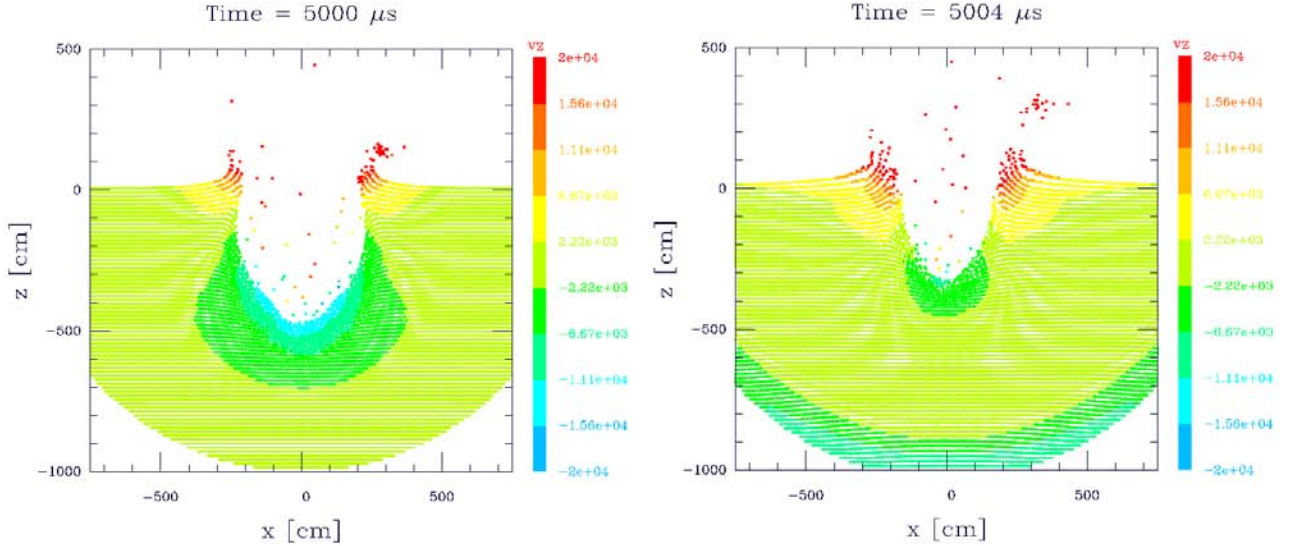 Time = 5000 μs
500
0
-500
-1000
z [cm]
-500
0
500
x [cm]
vz
2e+04
1.56e+04
1.11e+04
6.67e+03
2.22e+03
-2.22e+03
-6.67e+03
-1.11e+04
-1.56e+04
-2e+04
Time = 5004 μs
500
0
-500
-1000
z [cm]
-500
0
500
x [cm]
vz
2e+04
1.56e+04
1.11e+04
6.67e+03
2.22e+03
-2.22e+03
-6.67e+03
-1.11e+04
-1.56e+04
-2e+04